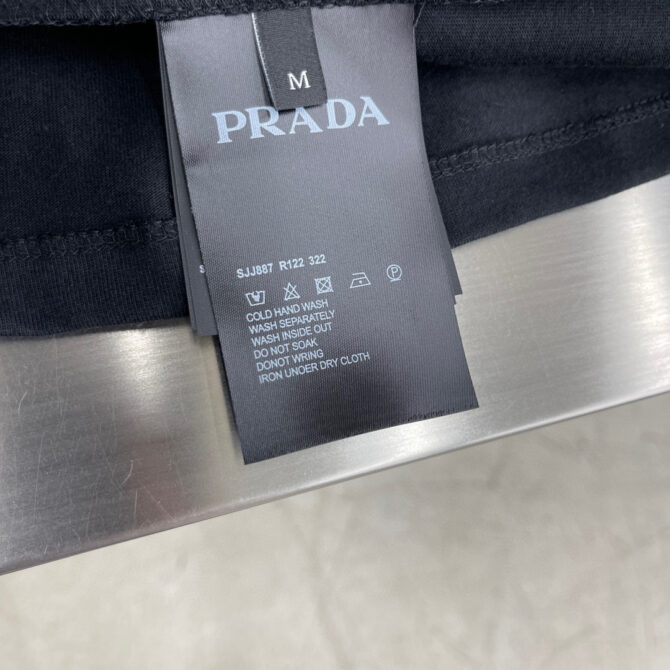 M
PRADA
SJJ887 R122 322
P
COLD HAND WASH
WASH SEPARATELY
WASH INSIDE OUT
DO NOT SOAK
DONOT WRING
IRON UNDER DRY CLOTH